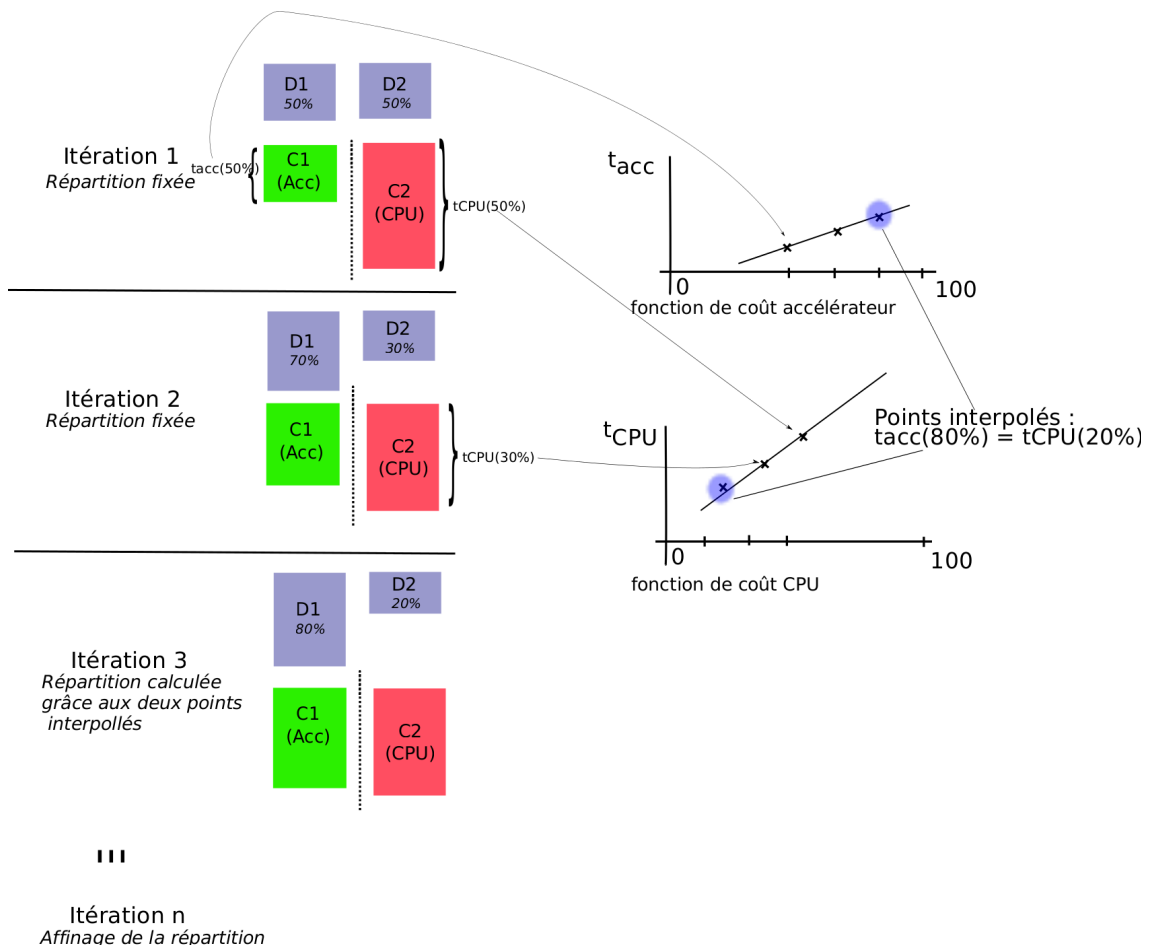 D1
50%
D2
50%
Itération 1
Répartition fixée
tacc(50%)
C1
(Acc)
C2
(CPU)
tCPU(50%)
tacc
0
100
fonction de coût accélérateur
D1
70%
D2
30%
Itération 2
Répartition fixée
C1
(Acc)
C2
(CPU)
tCPU(30%)
tCPU
Points interpolés :
tacc(80%) = tCPU(20%)
0
100
fonction de coût CPU
D1
80%
D2
20%
Itération 3
Répartition calculée
grâce aux deux points
interpollés
C1
(Acc)
C2
(CPU)
Itération n
Affinage de la répartition